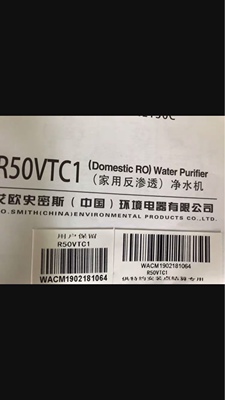 R50VTC1 (Domestic RO) Water Purifier
（家用反渗透）净水机
艾欧史密斯（中国）环境电器有限公司
O.SMITH(CHINA)ENVIRONMENTAL PRODUCTS CO.,LTD.
用户保留
R50VTC1
WACM1902181064
WACM1902181064
R50VTC1